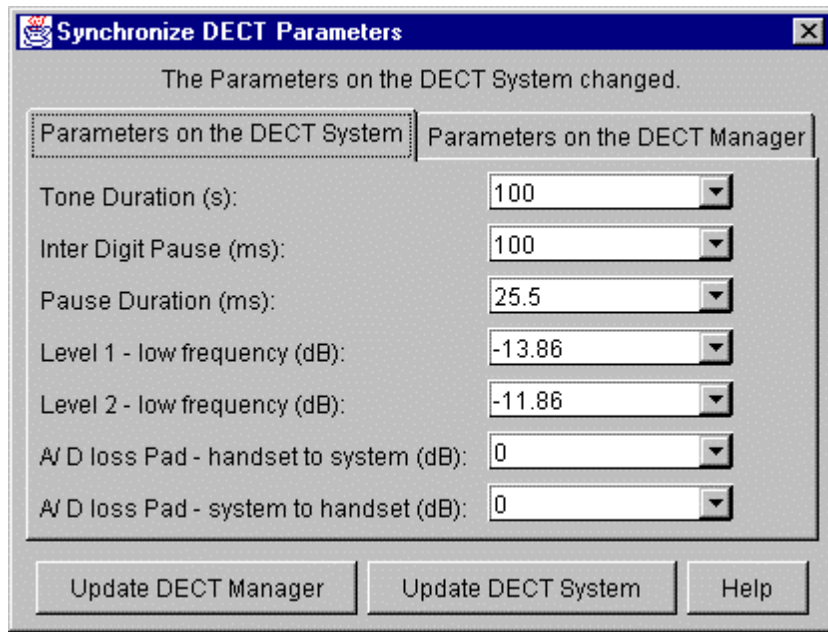 Synchronize DECT Parameters
The Parameters on the DECT System changed.
Parameters on the DECT System Parameters on the DECT Manager
Tone Duration (s): 100
Inter Digit Pause (ms): 100
Pause Duration (ms): 25.5
Level 1 - low frequency (dB): -13.86
Level 2 - low frequency (dB): -11.86
A/D loss Pad - handset to system (dB): 0
A/D loss Pad - system to handset (dB): 0
Update DECT Manager Update DECT System Help